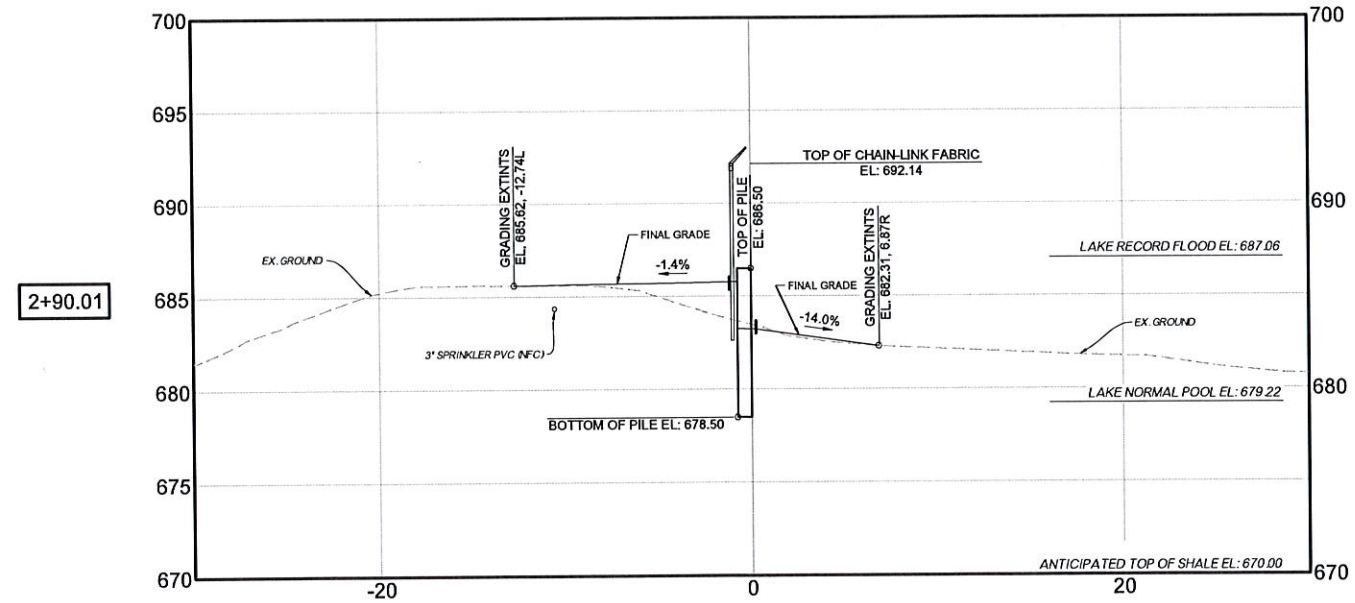 700
700
695
690
690
685
680
680
675
670
670
-20
0
20
2+90.01
GRADING EXTINTS
EL, 685.62, -12.74L
TOP OF CHAIN-LINK FABRIC
EL: 692.14
TOP OF PILE
EL: 686.50
FINAL GRADE
-1.4%
GRADING EXTINTS
EL, 682.31, 6.87R
LAKE RECORD FLOOD EL: 687.06
EX. GROUND
FINAL GRADE
-14.0%
EX. GROUND
3" SPRINKLER PVC (NFC)
LAKE NORMAL POOL EL: 679.22
BOTTOM OF PILE EL: 678.50
ANTICIPATED TOP OF SHALE EL: 670.00